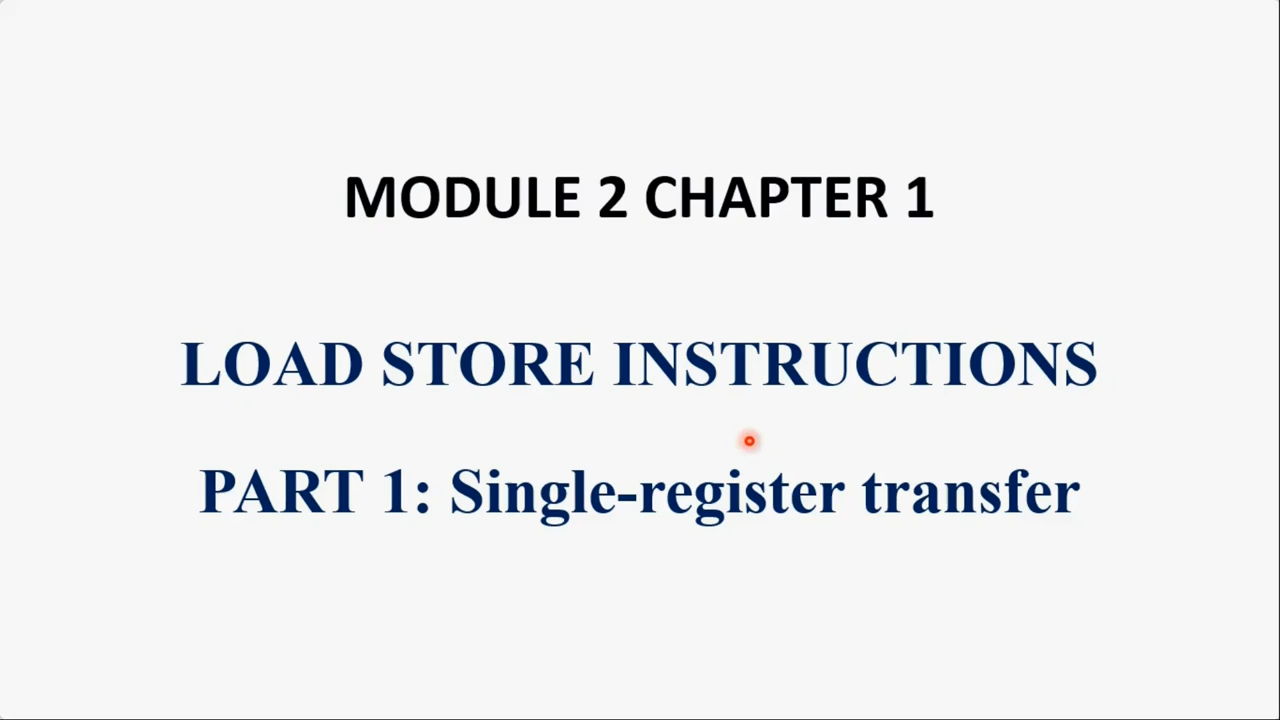 MODULE 2 CHAPTER 1
LOAD STORE INSTRUCTIONS
PART 1: Single-register transfer